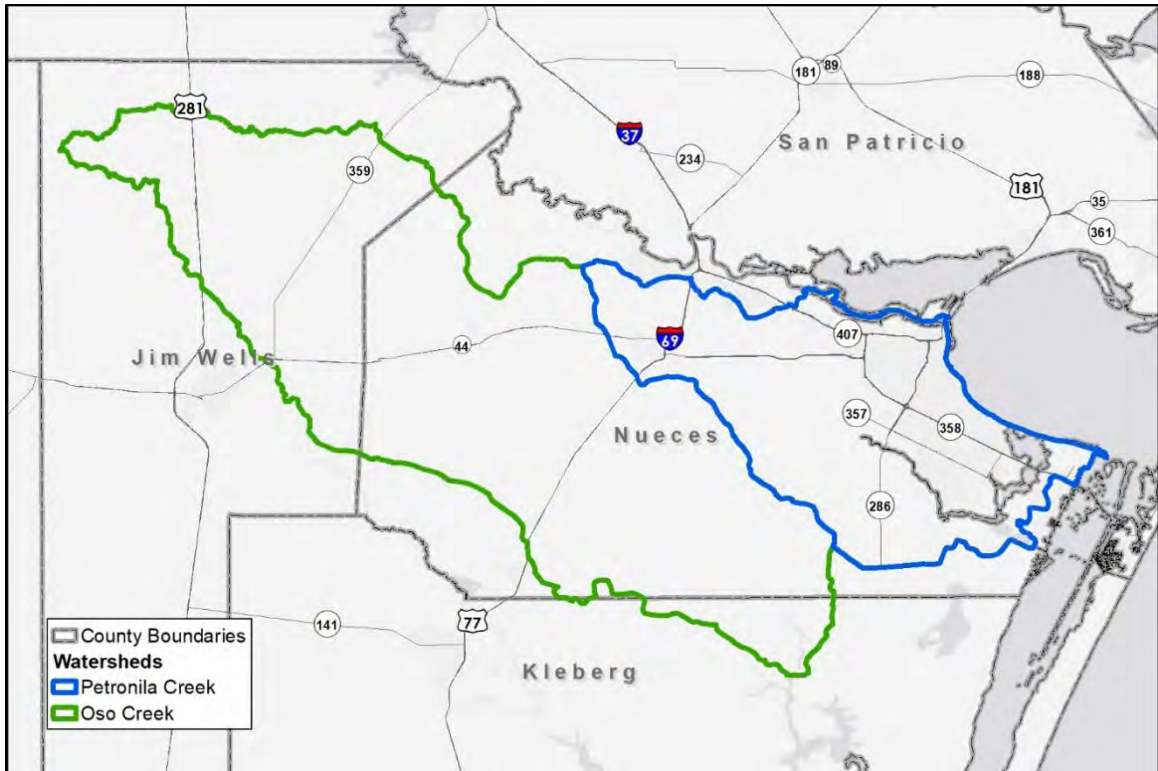 181
89
188
281
37
San Patricio
234
359
181
35
361
69
407
44
Jim Wells
357
358
Nueces
286
141
77
Kleberg
County Boundaries
Watersheds
Petronila Creek
Oso Creek